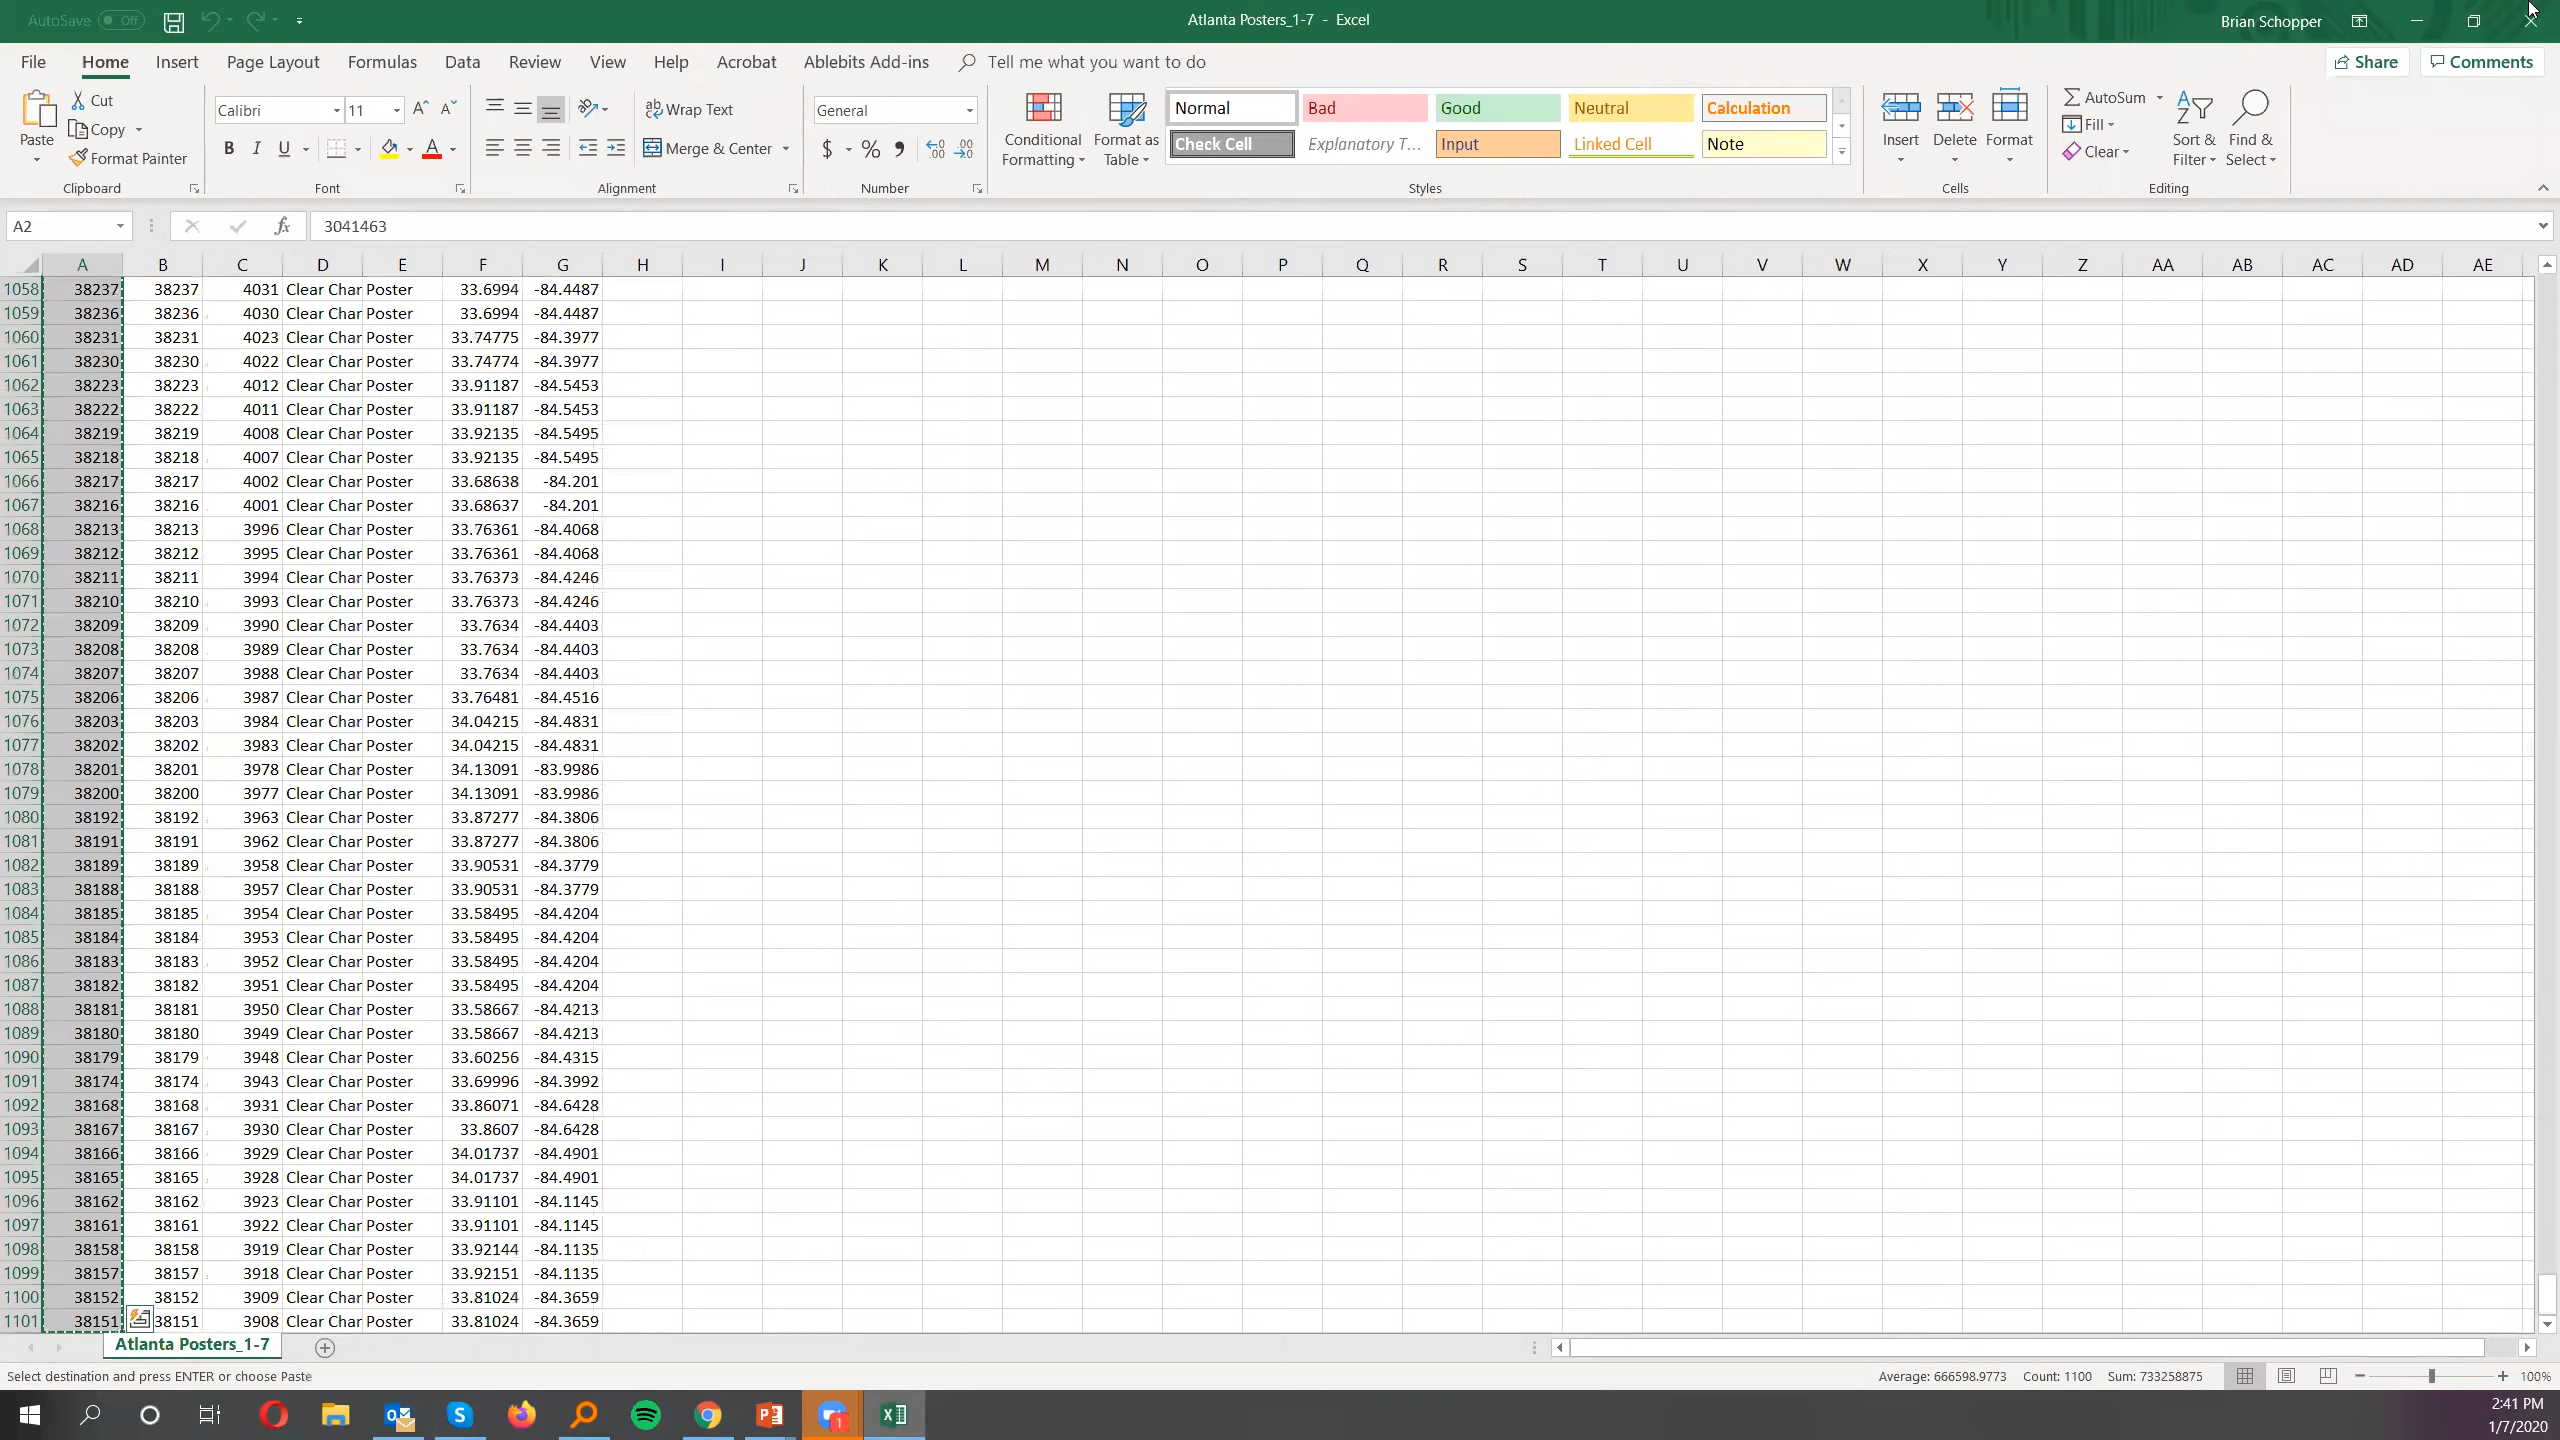 AutoSave Off Atlanta Posters_1-7 - Excel Brian Schopper
File Home Insert Page Layout Formulas Data Review View Help Acrobat Ablebits Add-ins Tell me what you want to do Share Comments
Paste Cut Copy Format Painter Clipboard
Calibri 11 B I U Font
Wrap Text Merge & Center Alignment
General $ % Number
Conditional Formatting Format as Table
Normal Bad Good Neutral Calculation
Check Cell Explanatory T... Input Linked Cell Note
Styles
Insert Delete Format Cells
AutoSum Fill Clear Sort & Filter Find & Select Editing
A2 fx 3041463
A B C D E F G H I J K L M N O P Q R S T U V W X Y Z AA AB AC AD AE
1058 38237 38237 4031 Clear Char Poster 33.6994 -84.4487
1059 38236 38236 4030 Clear Char Poster 33.6994 -84.4487
1060 38231 38231 4023 Clear Char Poster 33.74775 -84.3977
1061 38230 38230 4022 Clear Char Poster 33.74774 -84.3977
1062 38223 38223 4012 Clear Char Poster 33.91187 -84.5453
1063 38222 38222 4011 Clear Char Poster 33.91187 -84.5453
1064 38219 38219 4008 Clear Char Poster 33.92135 -84.5495
1065 38218 38218 4007 Clear Char Poster 33.92135 -84.5495
1066 38217 38217 4002 Clear Char Poster 33.68638 -84.201
1067 38216 38216 4001 Clear Char Poster 33.68637 -84.201
1068 38213 38213 3996 Clear Char Poster 33.76361 -84.4068
1069 38212 38212 3995 Clear Char Poster 33.76361 -84.4068
1070 38211 38211 3994 Clear Char Poster 33.76373 -84.4246
1071 38210 38210 3993 Clear Char Poster 33.76373 -84.4246
1072 38209 38209 3990 Clear Char Poster 33.7634 -84.4403
1073 38208 38208 3989 Clear Char Poster 33.7634 -84.4403
1074 38207 38207 3988 Clear Char Poster 33.7634 -84.4403
1075 38206 38206 3987 Clear Char Poster 33.76481 -84.4516
1076 38203 38203 3984 Clear Char Poster 34.04215 -84.4831
1077 38202 38202 3983 Clear Char Poster 34.04215 -84.4831
1078 38201 38201 3978 Clear Char Poster 34.13091 -83.9986
1079 38200 38200 3977 Clear Char Poster 34.13091 -83.9986
1080 38192 38192 3963 Clear Char Poster 33.87277 -84.3806
1081 38191 38191 3962 Clear Char Poster 33.87277 -84.3806
1082 38189 38189 3958 Clear Char Poster 33.90531 -84.3779
1083 38188 38188 3957 Clear Char Poster 33.90531 -84.3779
1084 38185 38185 3954 Clear Char Poster 33.58495 -84.4204
1085 38184 38184 3953 Clear Char Poster 33.58495 -84.4204
1086 38183 38183 3952 Clear Char Poster 33.58495 -84.4204
1087 38182 38182 3951 Clear Char Poster 33.58495 -84.4204
1088 38181 38181 3950 Clear Char Poster 33.58667 -84.4213
1089 38180 38180 3949 Clear Char Poster 33.58667 -84.4213
1090 38179 38179 3948 Clear Char Poster 33.60256 -84.4315
1091 38174 38174 3943 Clear Char Poster 33.69996 -84.3992
1092 38168 38168 3931 Clear Char Poster 33.86071 -84.6428
1093 38167 38167 3930 Clear Char Poster 33.8607 -84.6428
1094 38166 38166 3929 Clear Char Poster 34.01737 -84.4901
1095 38165 38165 3928 Clear Char Poster 34.01737 -84.4901
1096 38162 38162 3923 Clear Char Poster 33.91101 -84.1145
1097 38161 38161 3922 Clear Char Poster 33.91101 -84.1145
1098 38158 38158 3919 Clear Char Poster 33.92144 -84.1135
1099 38157 38157 3918 Clear Char Poster 33.92151 -84.1135
1100 38152 38152 3909 Clear Char Poster 33.81024 -84.3659
1101 38151 38151 3908 Clear Char Poster 33.81024 -84.3659
Atlanta Posters_1-7
Select destination and press ENTER or choose Paste Average: 666598.9773 Count: 1100 Sum: 733258875 100%
2:41 PM
1/7/2020